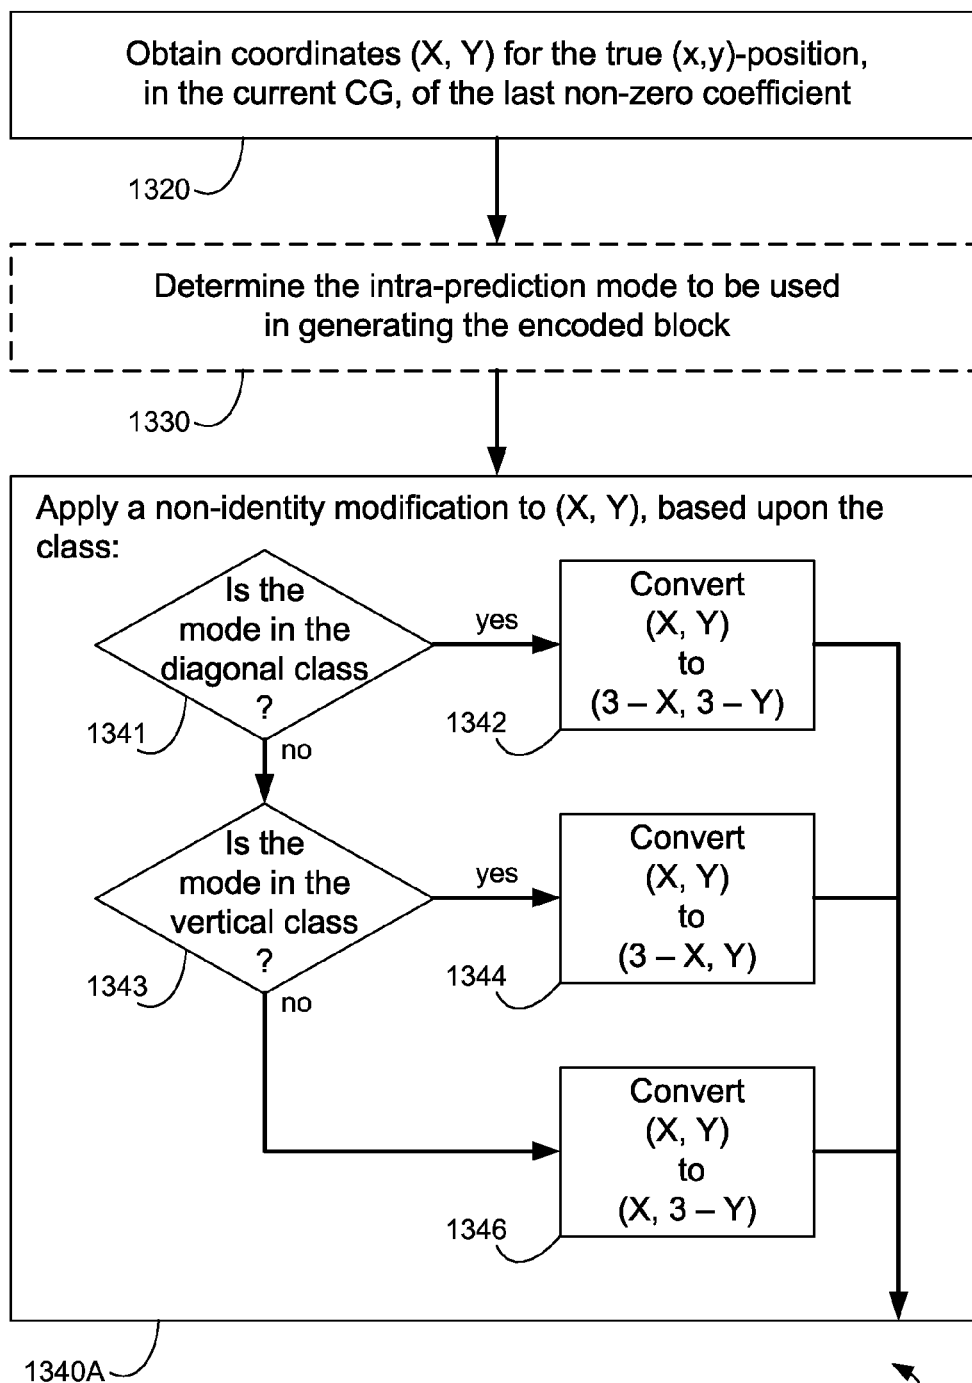 Obtain coordinates (X, Y) for the true (x,y)-position,
in the current CG, of the last non-zero coefficient
1320
Determine the intra-prediction mode to be used
in generating the encoded block
1330
Apply a non-identity modification to (X, Y), based upon the
class:
Is the
mode in the
diagonal class
?
1341
yes
no
Convert
(X, Y)
to
(3 – X, 3 – Y)
1342
Is the
mode in the
vertical class
?
1343
yes
no
Convert
(X, Y)
to
(3 – X, Y)
1344
Convert
(X, Y)
to
(X, 3 – Y)
1346
1340A